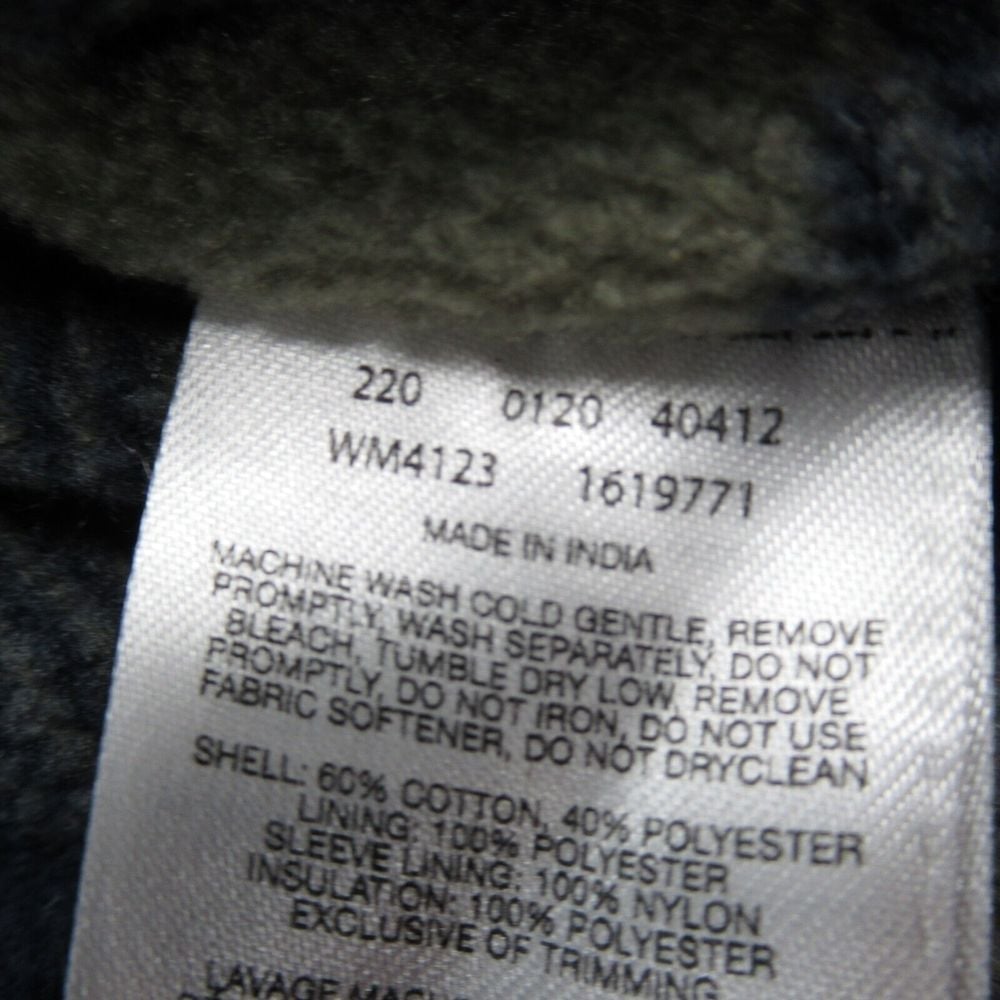 220 0120 40412
WM4123 1619771
MADE IN INDIA
MACHINE WASH COLD GENTLE, REMOVE
PROMPTLY, WASH SEPARATELY, DO NOT
BLEACH, TUMBLE DRY LOW, REMOVE
PROMPTLY, DO NOT IRON, DO NOT USE
FABRIC SOFTENER, DO NOT DRYCLEAN
SHELL: 60% COTTON, 40% POLYESTER
LINING: 100% POLYESTER
SLEEVE LINING: 100% NYLON
INSULATION: 100% POLYESTER
EXCLUSIVE OF TRIMMING
LAVAGE